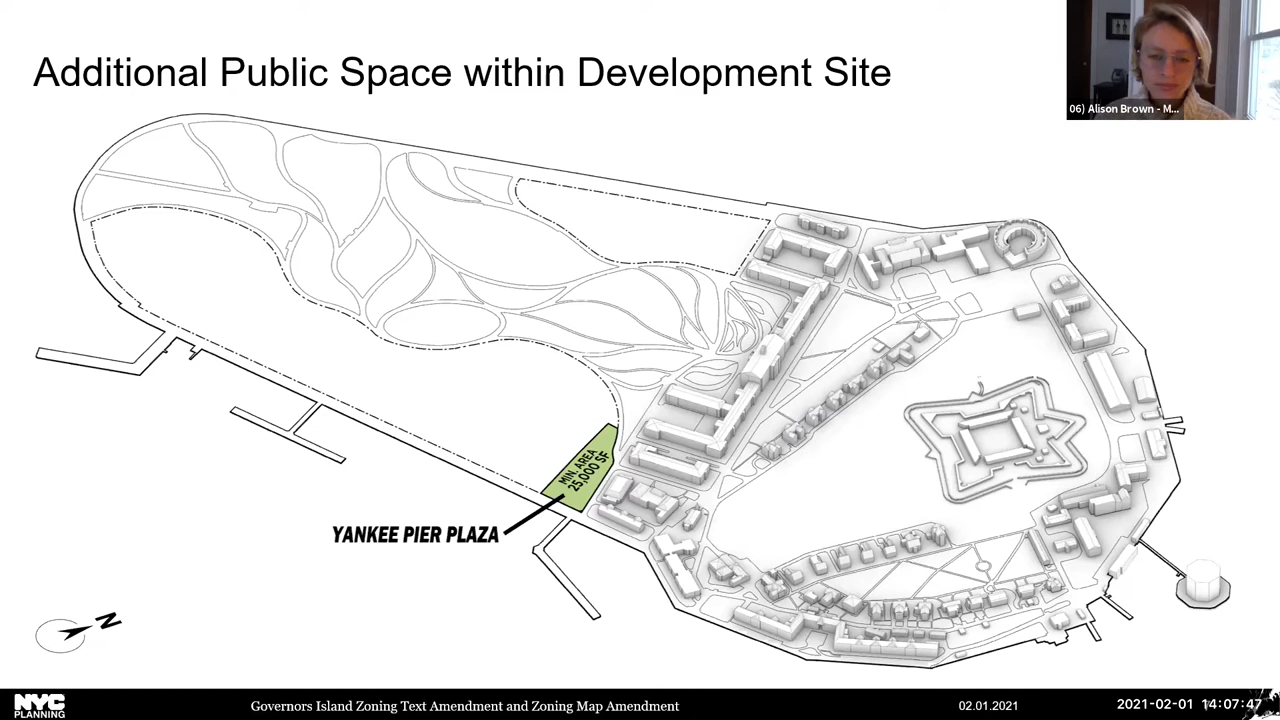 Additional Public Space within Development Site
06) Alison Brown - M...
MIN. AREA
25,000 SF
YANKEE PIER PLAZA
N
NYC
PLANNING
Governors Island Zoning Text Amendment and Zoning Map Amendment
02.01.2021
2021-02-01 14:07:47